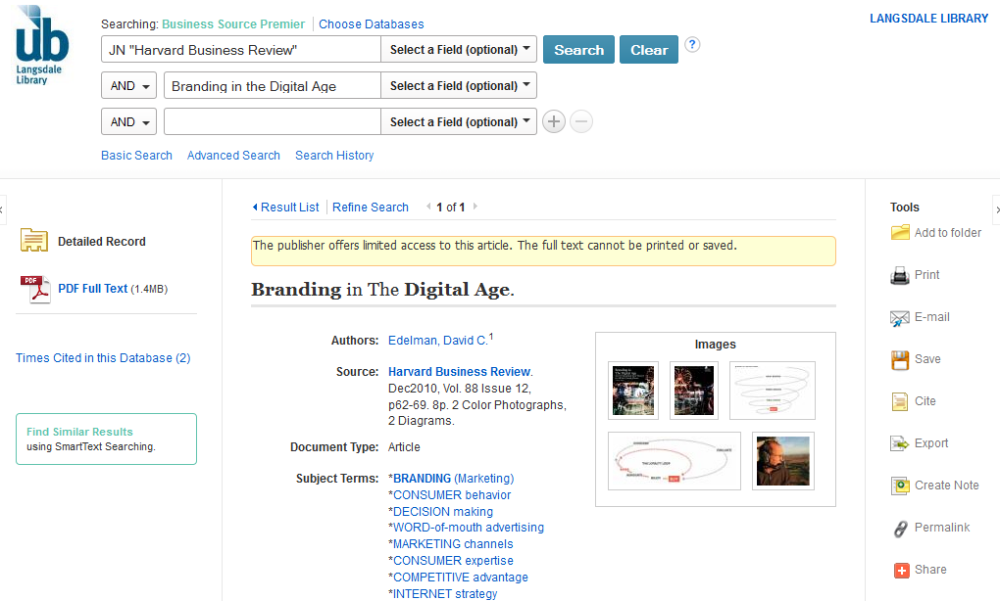 ub
Langsdale
Library
Searching: Business Source Premier Choose Databases
LANGSDALE LIBRARY
JN "Harvard Business Review" Select a Field (optional) Search Clear ?
AND Branding in the Digital Age Select a Field (optional)
AND Select a Field (optional)
Basic Search Advanced Search Search History
Detailed Record
PDF PDF Full Text (1.4MB)
Times Cited in this Database (2)
Find Similar Results
using SmartText Searching.
Result List Refine Search 1 of 1
The publisher offers limited access to this article. The full text cannot be printed or saved.
Branding in The Digital Age.
Authors: Edelman, David C.1
Source: Harvard Business Review.
Dec2010, Vol. 88 Issue 12,
p62-69. 8p. 2 Color Photographs,
2 Diagrams.
Document Type: Article
Subject Terms: *BRANDING (Marketing)
*CONSUMER behavior
*DECISION making
*WORD-of-mouth advertising
*MARKETING channels
*CONSUMER expertise
*COMPETITIVE advantage
*INTERNET strategy
Images
Tools
Add to folder
Print
E-mail
Save
Cite
Export
Create Note
Permalink
Share